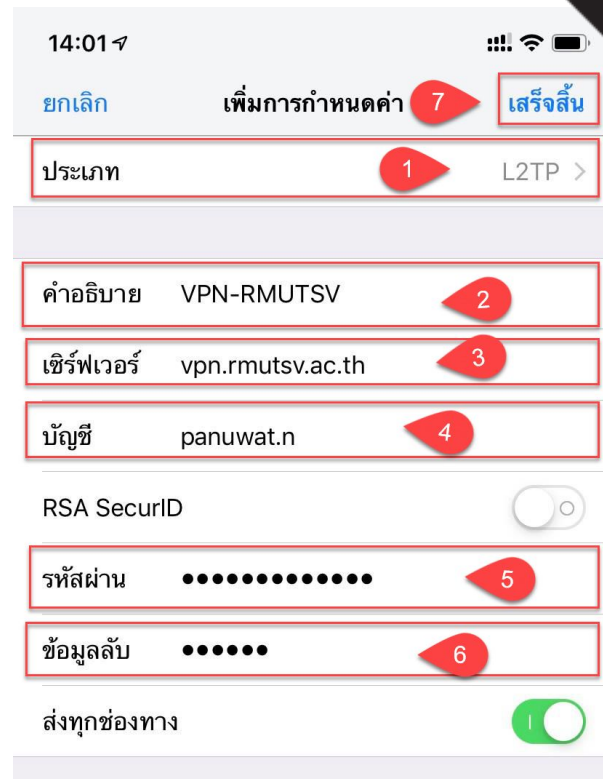 14:01
ยกเลิก เพิ่มการกำหนดค่า 7 เสร็จสิ้น
ประเภท 1 L2TP
คำอธิบาย VPN-RMUTSV 2
เซิร์ฟเวอร์ vpn.rmutsv.ac.th 3
บัญชี panuwat.n 4
RSA SecurID
รหัสผ่าน ••••••••••••• 5
ข้อมูลลับ •••••• 6
ส่งทุกช่องทาง